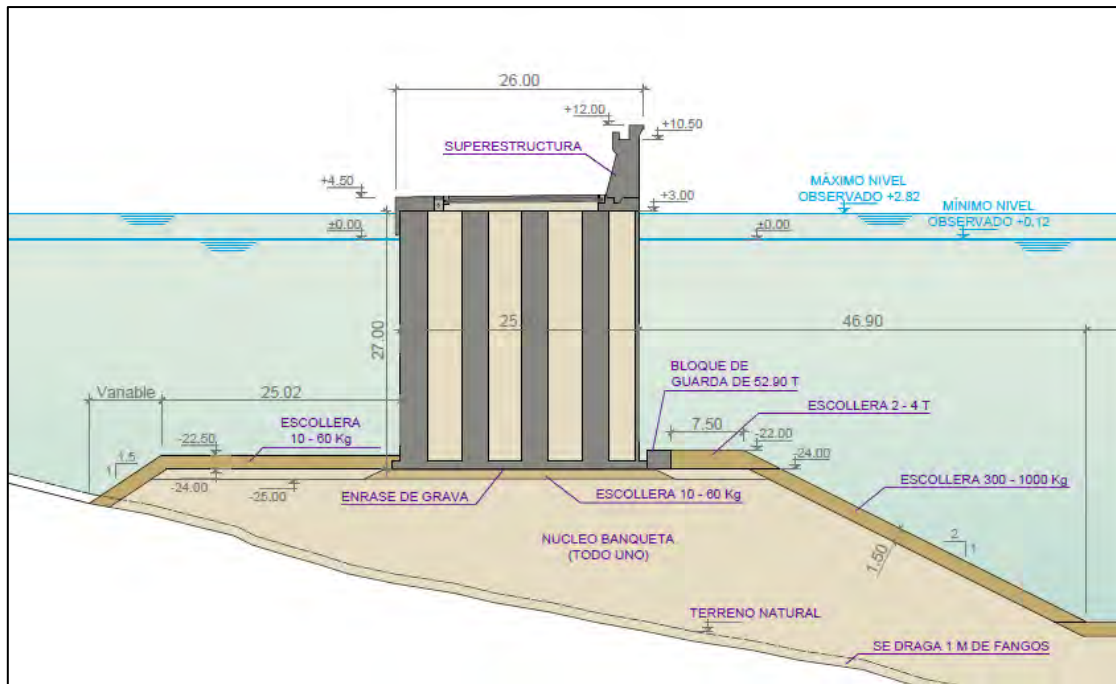 26.00
+12.00
+10.50
SUPERESTRUCTURA
+4.50
+3.00
MÁXIMO NIVEL
OBSERVADO +2.82
MÍNIMO NIVEL
OBSERVADO +0.12
±0.00
±0.00
27.00
25
46.90
BLOQUE DE
GUARDA DE 52.90 T
Variable
25.02
7.50
ESCOLLERA 2 - 4 T
ESCOLLERA
10 - 60 Kg
-22.50
-22.00
1.5
1
-24.00
-24.00
-25.00
ENRASE DE GRAVA
ESCOLLERA 10 - 60 Kg
ESCOLLERA 300 - 1000 Kg
NUCLEO BANQUETA
(TODO UNO)
1.50
2
1
TERRENO NATURAL
SE DRAGA 1 M DE FANGOS